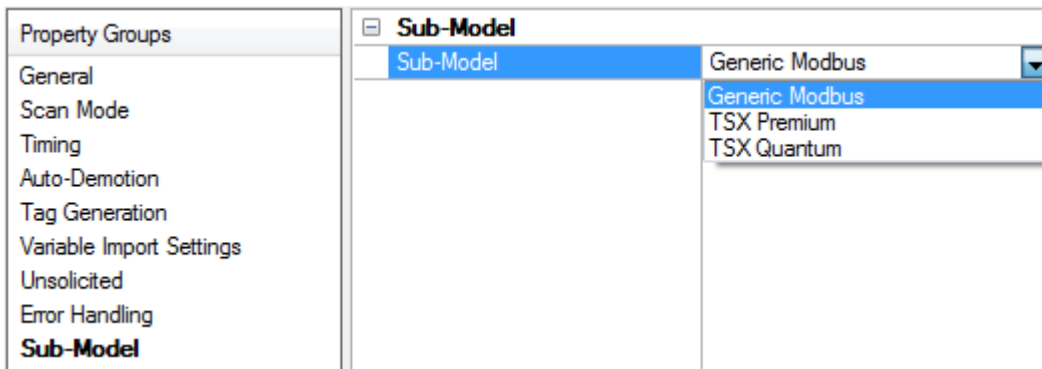 Property Groups
General
Scan Mode
Timing
Auto-Demotion
Tag Generation
Variable Import Settings
Unsolicited
Error Handling
Sub-Model
Sub-Model
Sub-Model Generic Modbus
Generic Modbus
TSX Premium
TSX Quantum